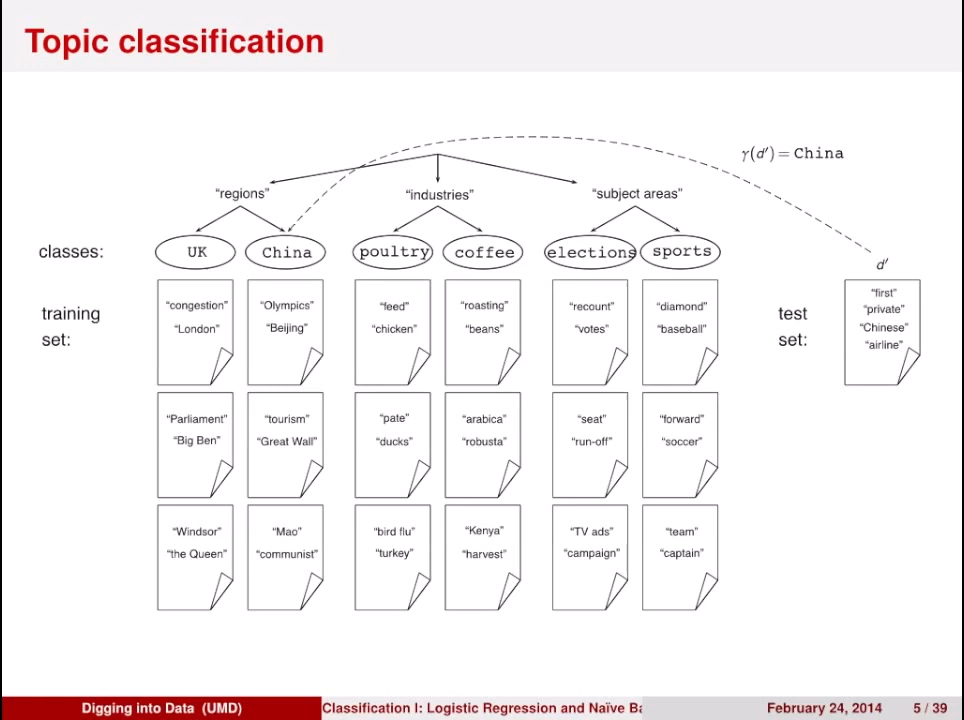 Topic classification
γ(d′) = China
“regions” “industries” “subject areas”
classes: UK China poultry coffee elections sports
d′
training set:
“congestion” “London”
“Olympics” “Beijing”
“feed” “chicken”
“roasting” “beans”
“recount” “votes”
“diamond” “baseball”
test set:
“first”
“private”
“Chinese”
“airline”
“Parliament” “Big Ben”
“tourism” “Great Wall”
“pate” “ducks”
“arabica” “robusta”
“seat” “run-off”
“forward” “soccer”
“Windsor” “the Queen”
“Mao” “communist”
“bird flu” “turkey”
“Kenya” “harvest”
“TV ads” “campaign”
“team” “captain”
Digging into Data (UMD) Classification I: Logistic Regression and Naïve Ba February 24, 2014 5 / 39